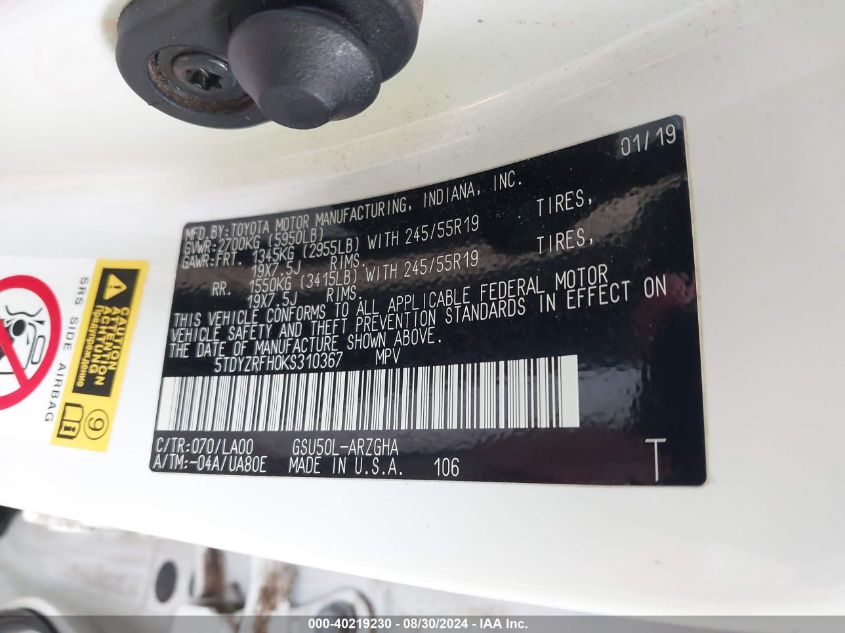 01/19
MFD.BY:TOYOTA MOTOR MANUFACTURING, INDIANA, INC.
GVWR:2700KG (5950LB)
GAWR:FRT. 1345KG (2955LB) WITH 245/55R19 TIRES,
19X7.5J RIMS,
RR. 1550KG (3415LB) WITH 245/55R19 TIRES,
19X7.5J RIMS.
THIS VEHICLE CONFORMS TO ALL APPLICABLE FEDERAL MOTOR
VEHICLE SAFETY AND THEFT PREVENTION STANDARDS IN EFFECT ON
THE DATE OF MANUFACTURE SHOWN ABOVE.
5TDYZRFH0KS310367 MPV
C/TR:070/LA00 GSU50L-ARZGHA
A/TM:-04A/UA80E MADE IN U.S.A. 106
T
SRS SIDE AIRBAG
CAUTION
ATTENTION
9
CC - 40219230 - 08/30/2024 - IAA Inc.